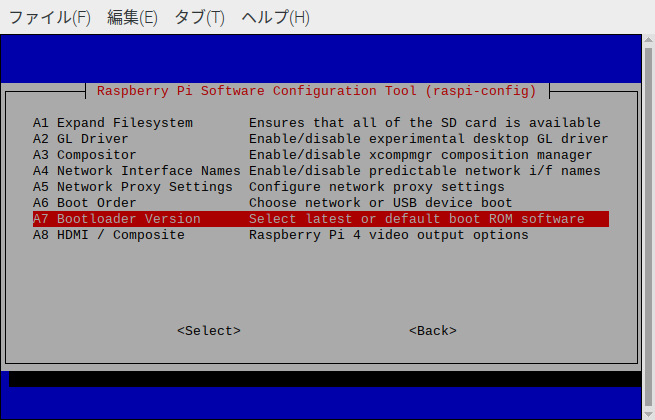 ファイル(F) 編集(E) タブ(T) ヘルプ(H)
Raspberry Pi Software Configuration Tool (raspi-config)
A1 Expand Filesystem Ensures that all of the SD card is available
A2 GL Driver Enable/disable experimental desktop GL driver
A3 Compositor Enable/disable xcompmgr composition manager
A4 Network Interface Names Enable/disable predictable network i/f names
A5 Network Proxy Settings Configure network proxy settings
A6 Boot Order Choose network or USB device boot
A7 Bootloader Version Select latest or default boot ROM software
A8 HDMI / Composite Raspberry Pi 4 video output options
<Select> <Back>